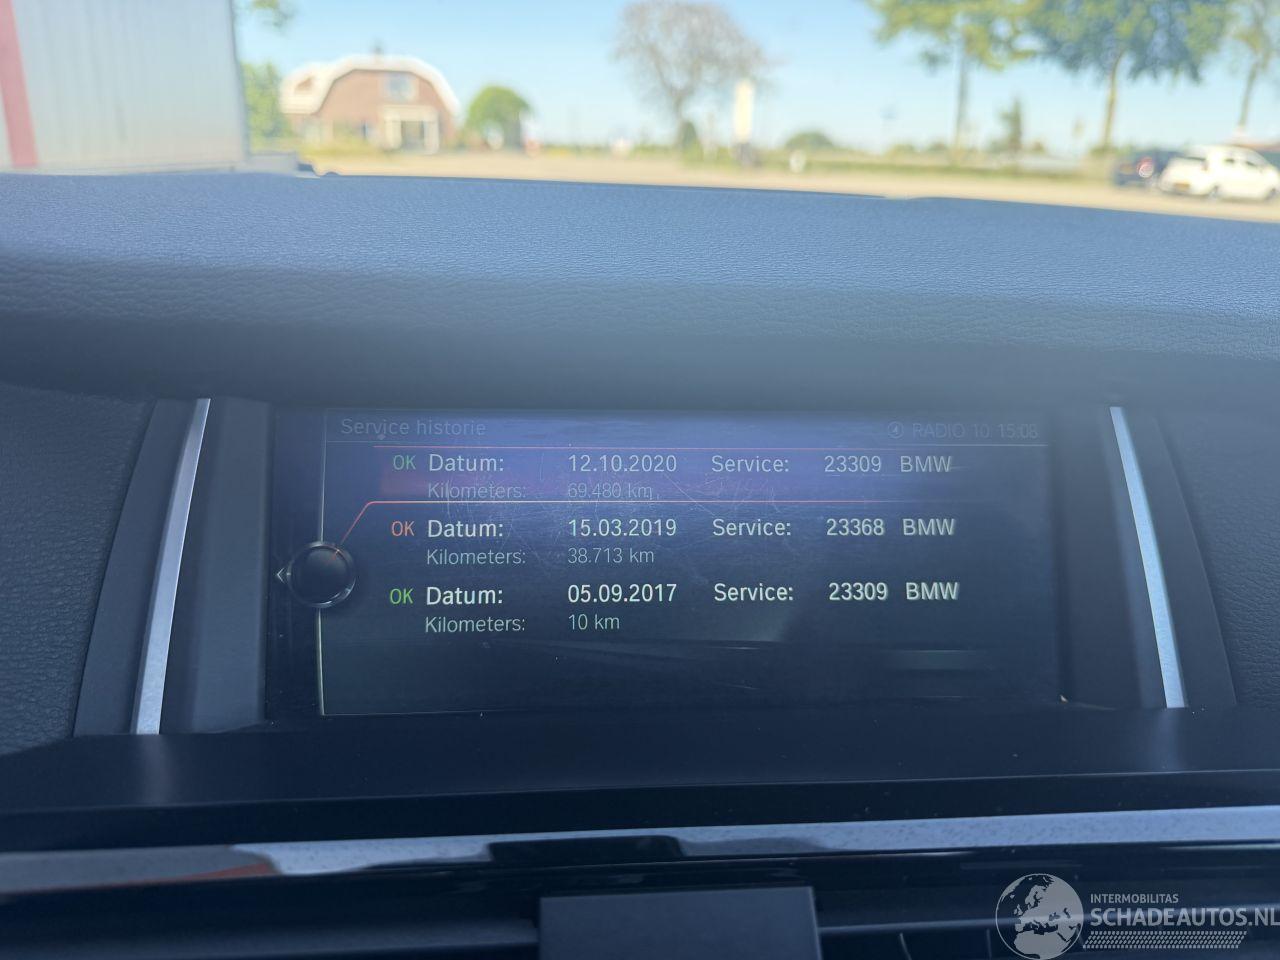 Service historie RADIO 10 15:08
OK Datum: 12.10.2020 Service: 23309 BMW
Kilometers: 69.480 km
OK Datum: 15.03.2019 Service: 23368 BMW
Kilometers: 38.713 km
OK Datum: 05.09.2017 Service: 23309 BMW
Kilometers: 10 km
INTERMOBILITAS
SCHADEAUTOS.NL